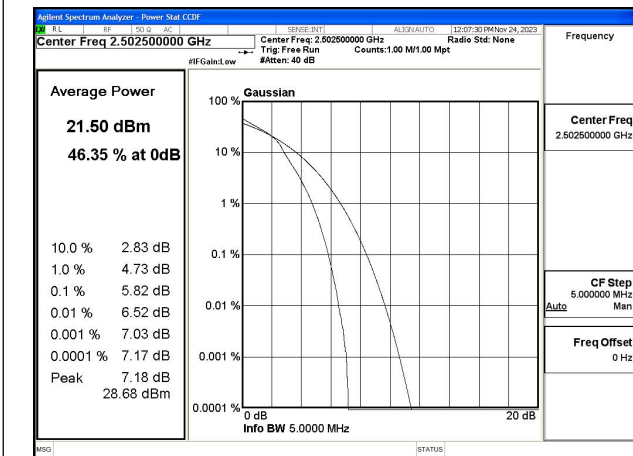 Agilent Spectrum Analyzer - Power Stat CCDF
RL RF 50 Ω AC SENSE:INT ALIGN AUTO 12:07:30 PM Nov 24, 2023
Center Freq 2.502500000 GHz
Center Freq: 2.502500000 GHz Radio Std: None
Trig: Free Run Counts:1.00 M/1.00 Mpt
#IFGain:Low #Atten: 40 dB
Frequency
Average Power
21.50 dBm
46.35 % at 0dB
10.0 % 2.83 dB
1.0 % 4.73 dB
0.1 % 5.82 dB
0.01 % 6.52 dB
0.001 % 7.03 dB
0.0001 % 7.17 dB
Peak 7.18 dB
28.68 dBm
Gaussian
100 %
10 %
1 %
0.1 %
0.01 %
0.001 %
0.0001 %
0 dB 20 dB
Info BW 5.0000 MHz
Center Freq
2.502500000 GHz
CF Step
5.000000 MHz
Auto Man
Freq Offset
0 Hz
MSG STATUS